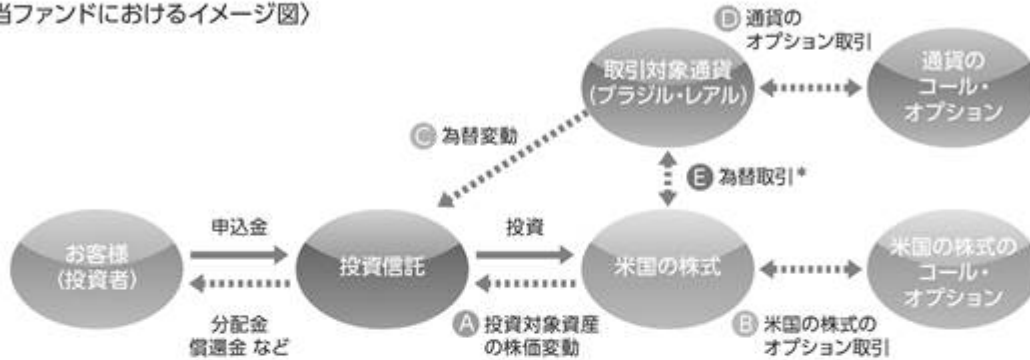 当ファンドにおけるイメージ図〉
D 通貨の
オプション取引
取引対象通貨
(ブラジル・レアル)
通貨の
コール・
オプション
C 為替変動
E 為替取引*
申込金
投資
お客様
(投資者)
投資信託
米国の株式
米国の株式の
コール・
オプション
分配金
償還金 など
A 投資対象資産
の株価変動
B 米国の株式の
オプション取引